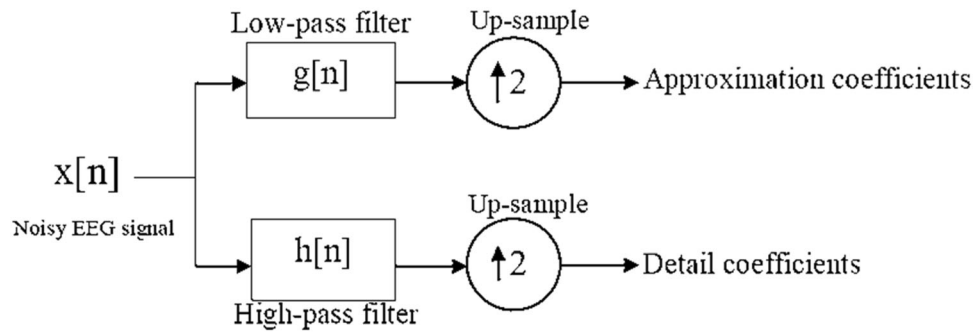 Low-pass filter
Up-sample
g[n]
↑2
Approximation coefficients
x[n]
Noisy EEG signal
Up-sample
h[n]
↑2
Detail coefficients
High-pass filter